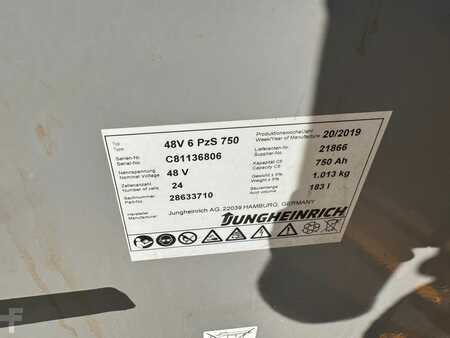 Typ
Type 48V 6 PzS 750 Produktionswoche/Jahr
Week/Year of Manufacture 20/2019
Serien-Nr.
Serial-No. C81136806 Lieferanten-Nr.
Supplier-No. 21866
Nennspannung
Nominal Voltage 48 V Kapazität C5
Capacity C5 750 Ah
Zellenanzahl
Number of cells 24 Gewicht ± 5%
Weight ± 5% 1.013 kg
Sachnummer
Part-No. 28633710 volume 183 l
Hersteller
Manufacturer Jungheinrich AG, 22039 HAMBURG, GERMANY
JUNGHEINRICH